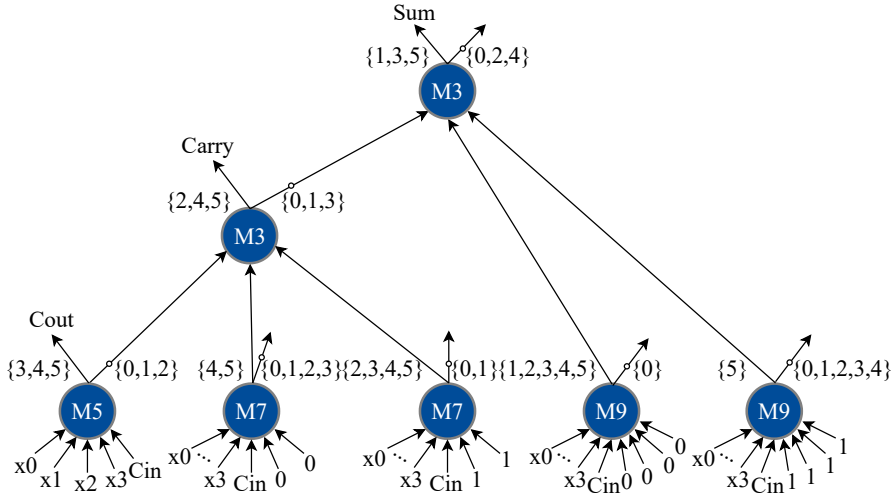 Sum
{1,3,5} {0,2,4}
M3
Carry
{2,4,5} {0,1,3}
M3
Cout
{3,4,5} {0,1,2} {4,5} {0,1,2,3} {2,3,4,5} {0,1} {1,2,3,4,5} {0} {5} {0,1,2,3,4}
M5 M7 M7 M9 M9
x0 x1 x2 x3 Cin
x0 ... x3 Cin 0 0
x0 ... x3 Cin 1 1
x0 ... x3 Cin 0 0 0 0
x0 ... x3 Cin 1 1 1 1